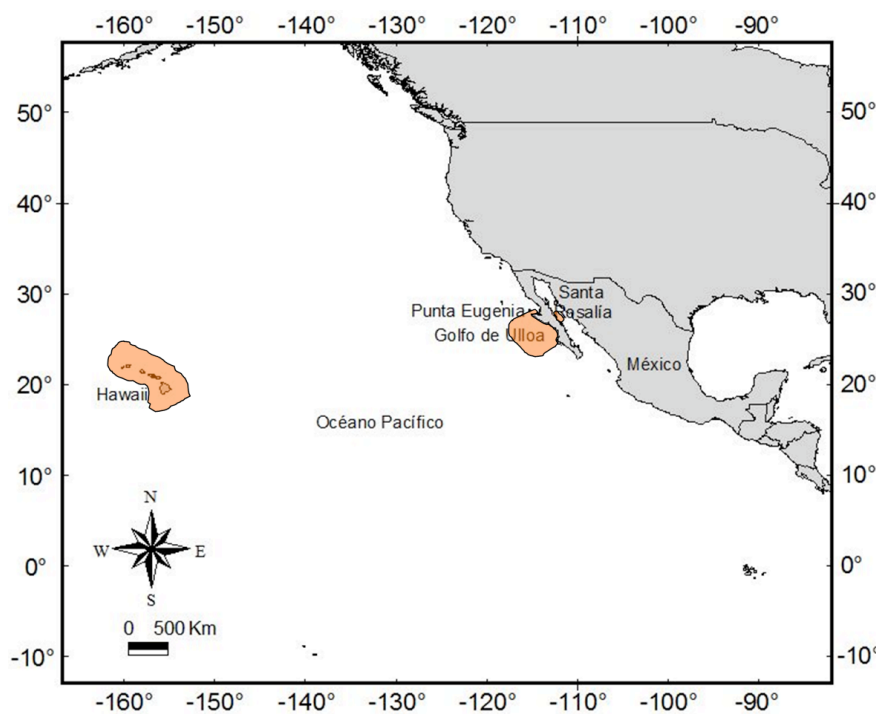 -160° -150° -140° -130° -120° -110° -100° -90°
50° 50°
40° 40°
30° 30°
Santa
Punta Eugenia Rosalía
Golfo de Ulloa
México
20° 20°
Hawaii
Océano Pacífico
10° 10°
N
W E
0° 0°
S
0 500 Km
-10° -10°
-160° -150° -140° -130° -120° -110° -100° -90°